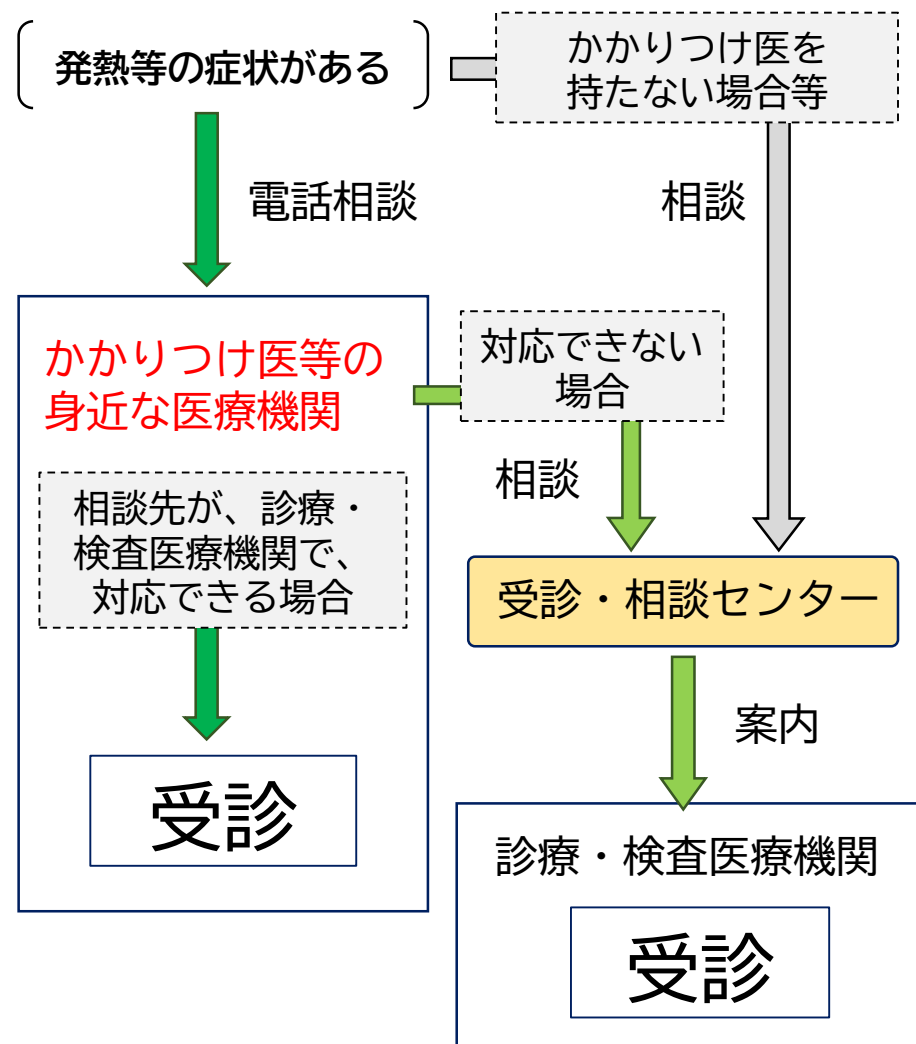 発熱等の症状がある
かかりつけ医を
持たない場合等
電話相談
相談
かかりつけ医等の
身近な医療機関
対応できない
場合
相談
相談先が、診療・
検査医療機関で、
対応できる場合
受診・相談センター
案内
受診
診療・検査医療機関
受診